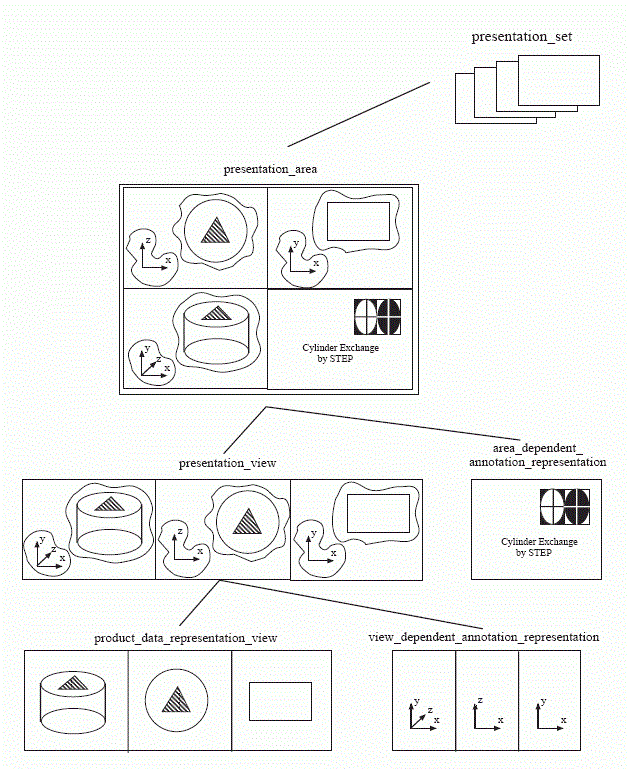 presentation_set
presentation_area
z
x
y
x
y
z
x
Cylinder Exchange
by STEP
presentation_view
area_dependent_
annotation_representation
y
z
x
z
x
y
x
Cylinder Exchange
by STEP
product_data_representation_view
view_dependent_annotation_representation
y
z
x
z
x
y
x